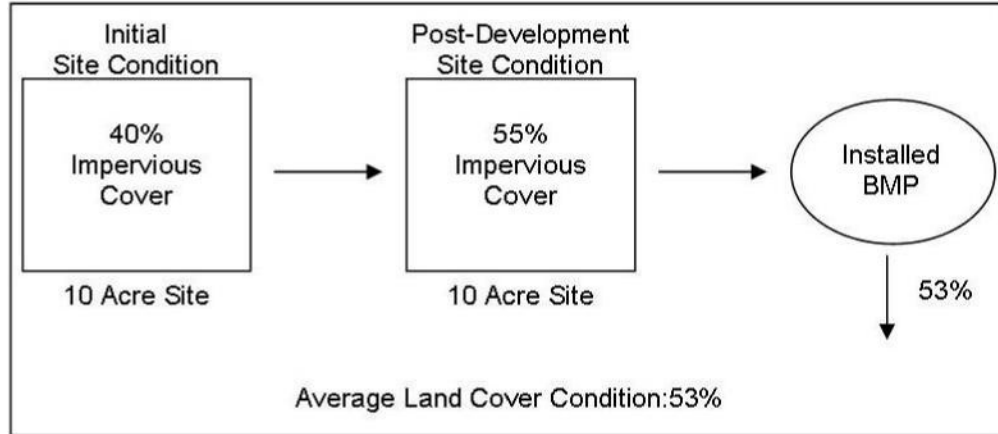 Initial
Site Condition
40%
Impervious
Cover
10 Acre Site
Post-Development
Site Condition
55%
Impervious
Cover
10 Acre Site
Installed
BMP
53%
Average Land Cover Condition:53%